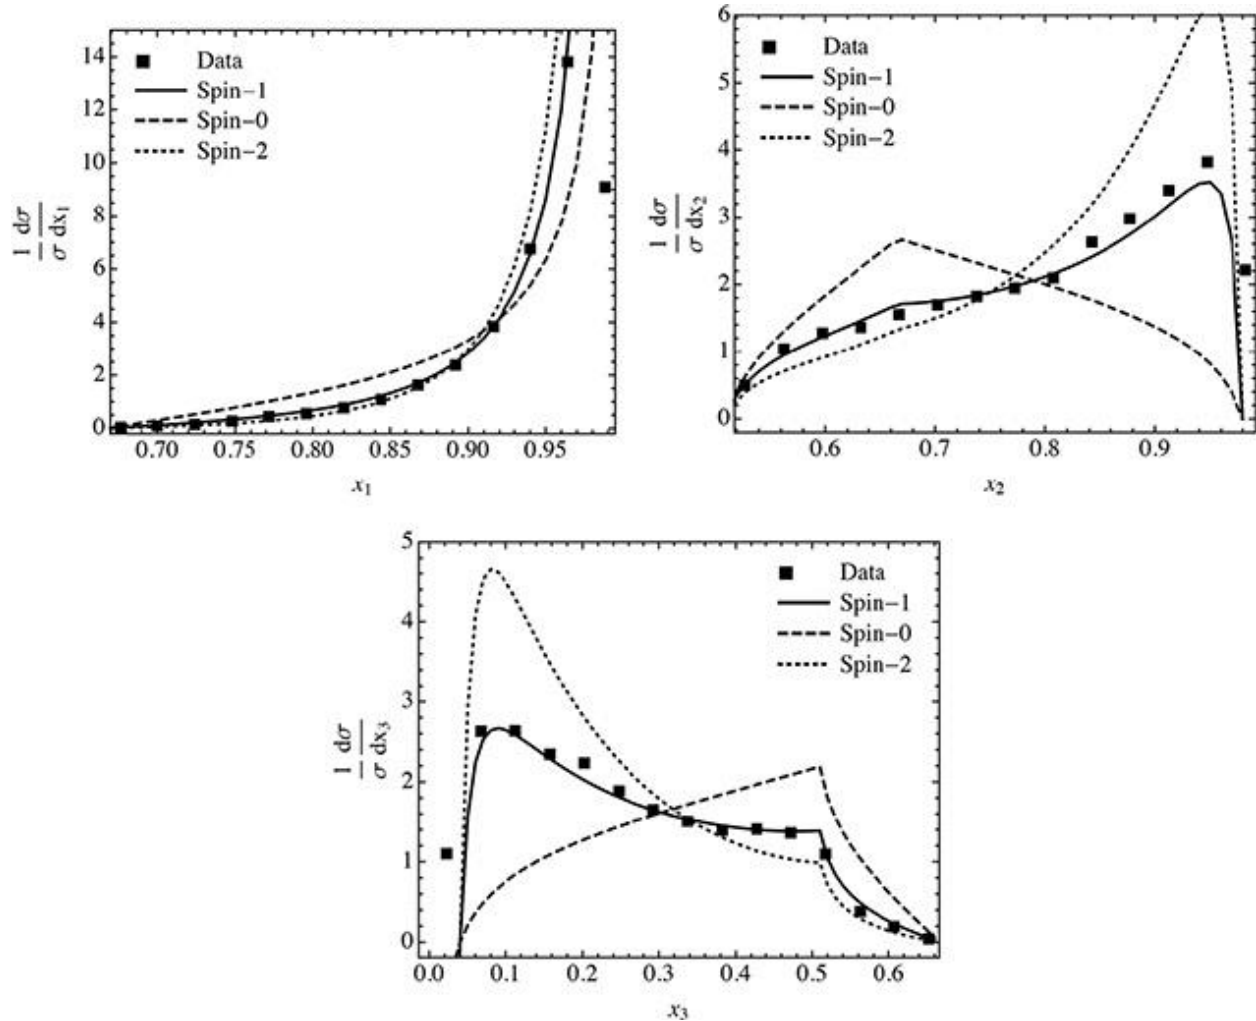 14
12
10
8
6
4
2
0
Data
Spin−1
Spin−0
Spin−2
1 dσ
σ dx₁
0.70 0.75 0.80 0.85 0.90 0.95
x₁
6
5
4
3
2
1
0
Data
Spin−1
Spin−0
Spin−2
1 dσ
σ dx₂
0.6 0.7 0.8 0.9
x₂
5
4
3
2
1
0
Data
Spin−1
Spin−0
Spin−2
1 dσ
σ dx₃
0.0 0.1 0.2 0.3 0.4 0.5 0.6
x₃